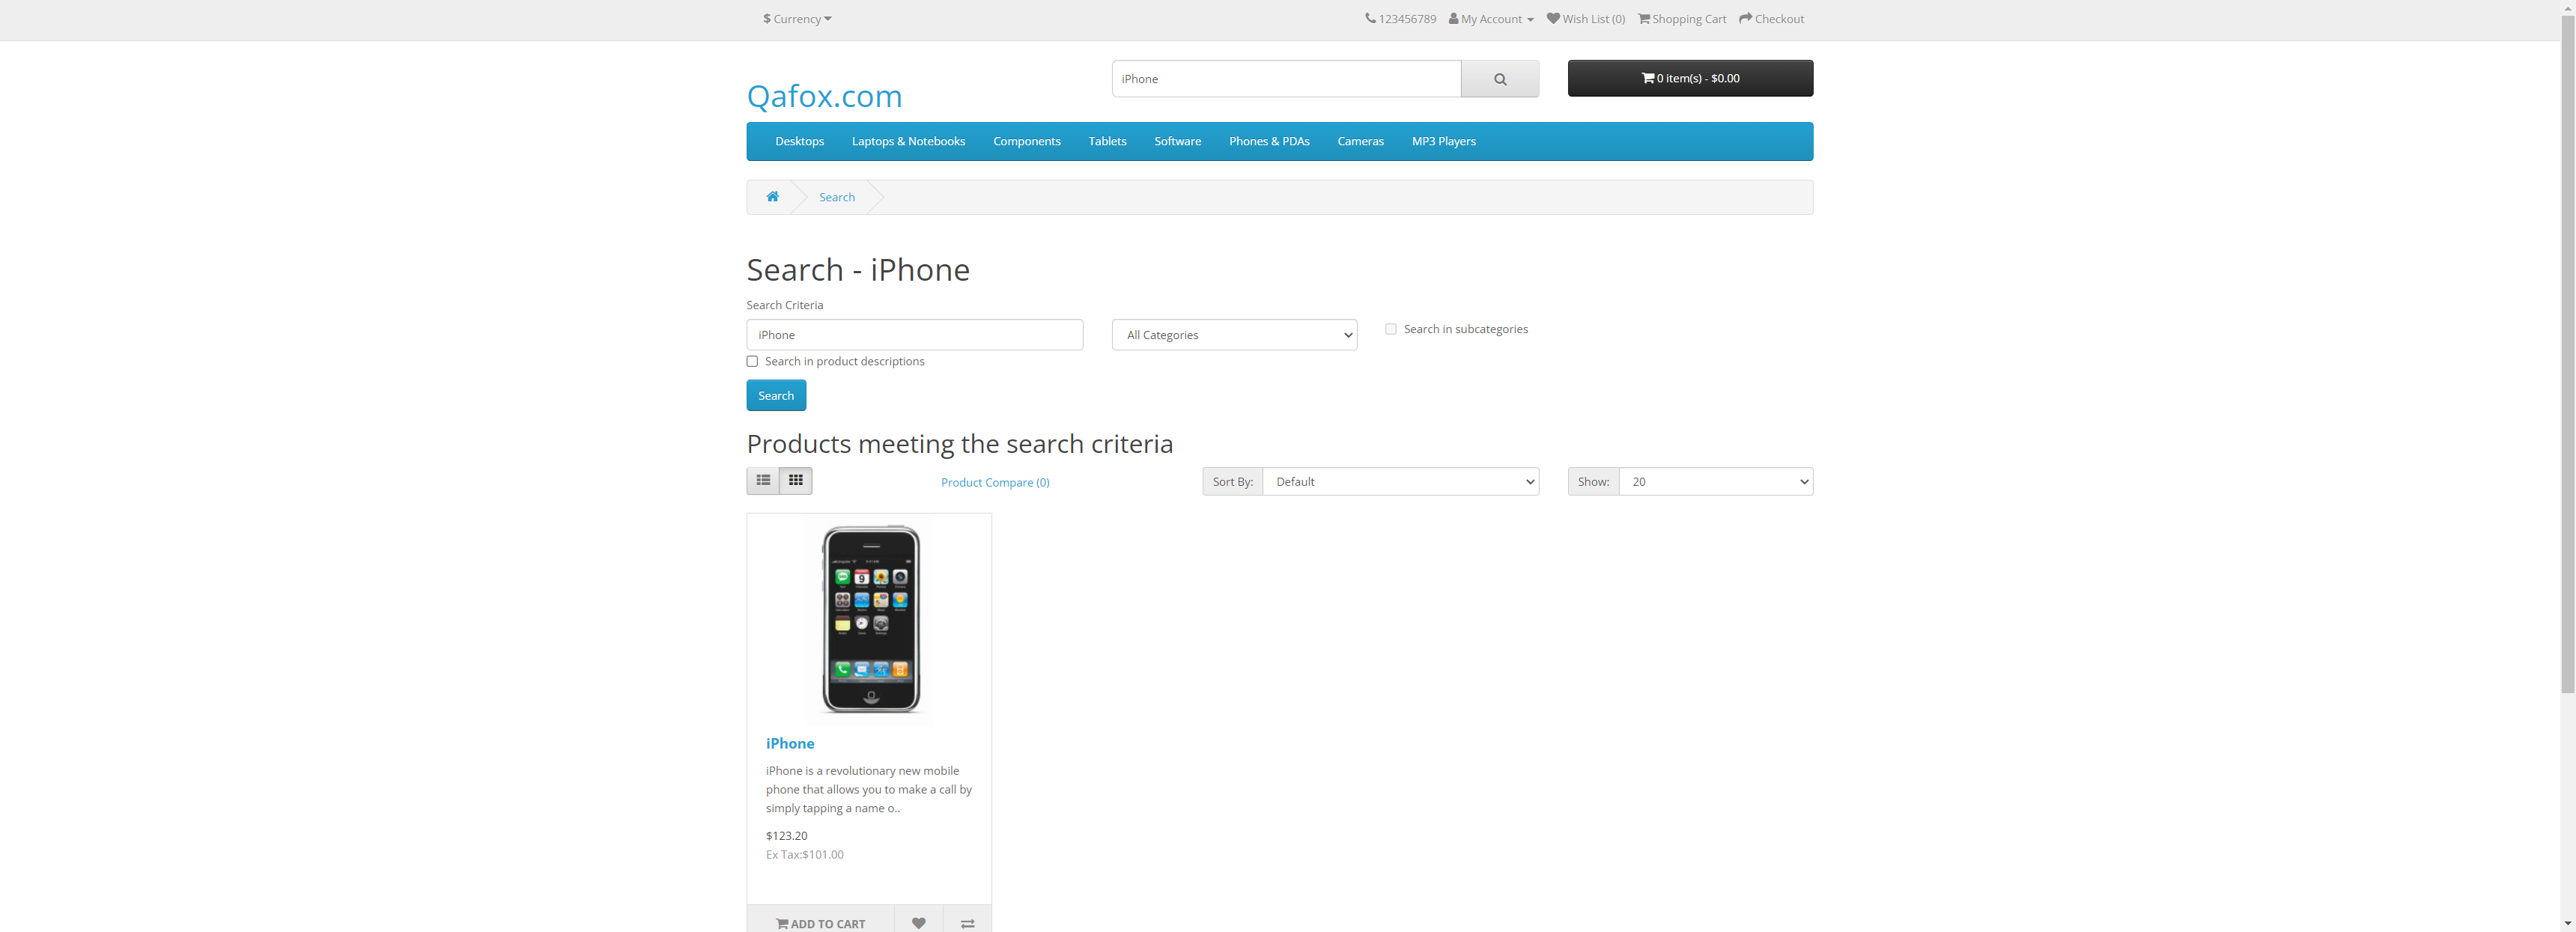 $ Currency
123456789 My Account Wish List (0) Shopping Cart Checkout
Qafox.com
iPhone
0 item(s) - $0.00
Desktops Laptops & Notebooks Components Tablets Software Phones & PDAs Cameras MP3 Players
Search
Search - iPhone
Search Criteria
iPhone
All Categories
Search in subcategories
Search in product descriptions
Search
Products meeting the search criteria
Product Compare (0)
Sort By: Default
Show: 20
iPhone
iPhone is a revolutionary new mobile
phone that allows you to make a call by
simply tapping a name o..
$123.20
Ex Tax:$101.00
ADD TO CART